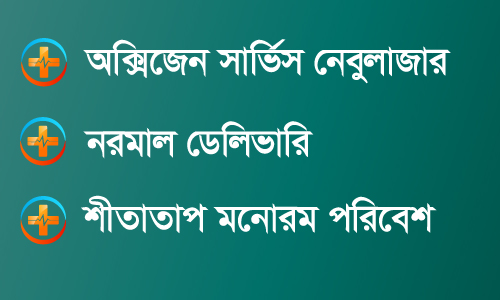 অক্সিজেন সার্ভিস নেবুলাজার
নরমাল ডেলিভারি
শীতাতাপ মনোরম পরিবেশ